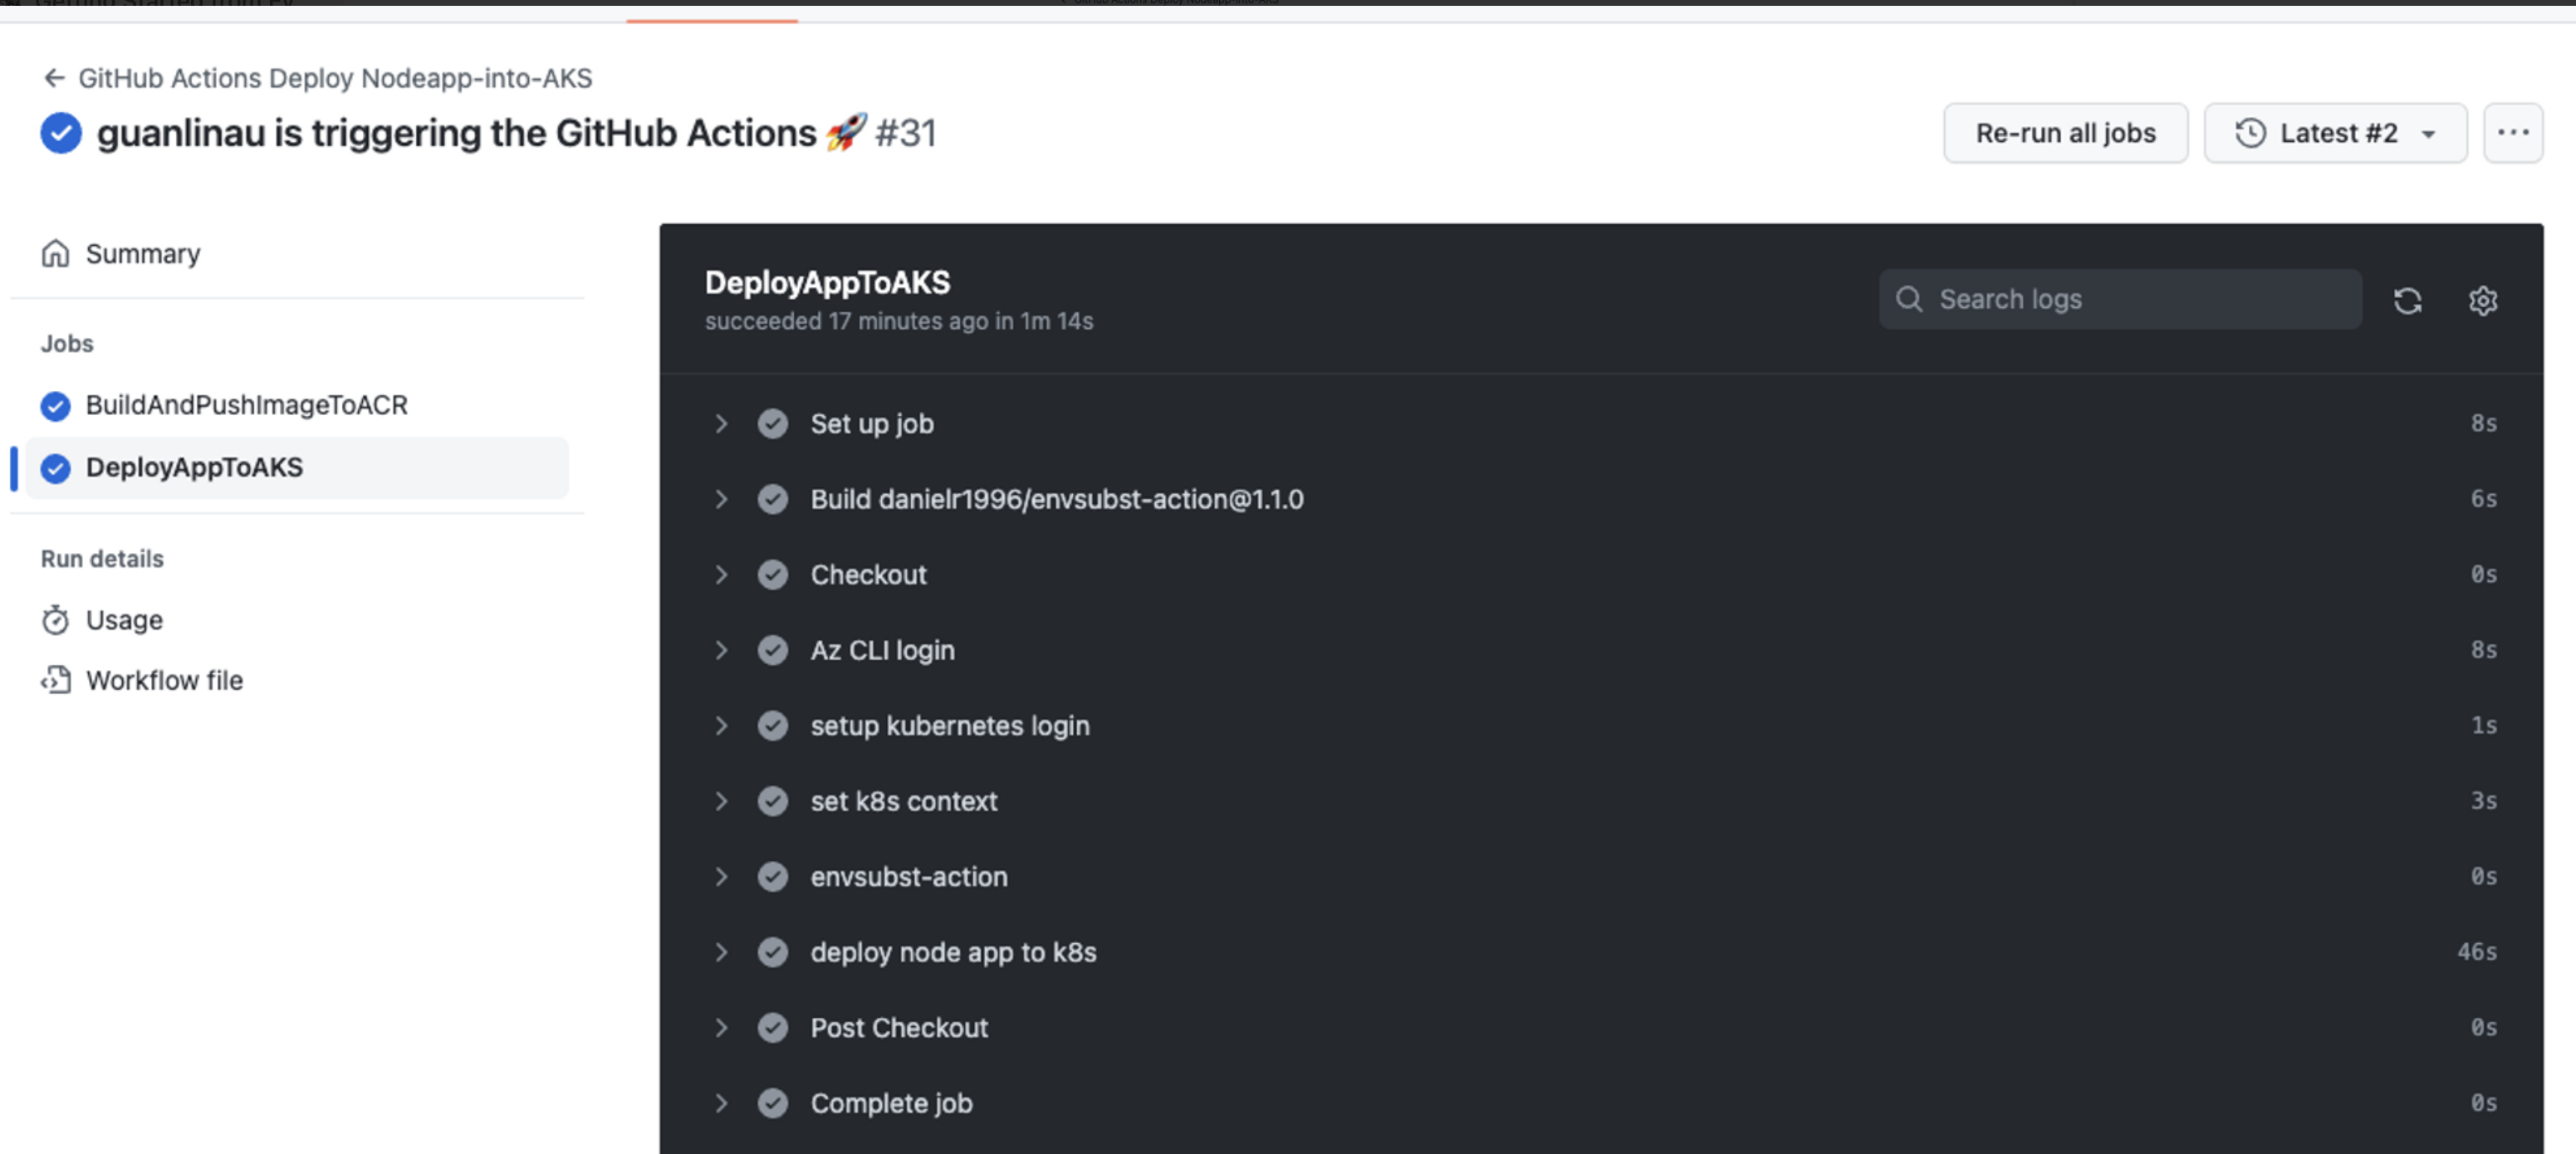 GitHub Actions Deploy Nodeapp-into-AKS
guanlinau is triggering the GitHub Actions 🚀 #31
Re-run all jobs
Latest #2
Summary
Jobs
BuildAndPushImageToACR
DeployAppToAKS
Run details
Usage
Workflow file
DeployAppToAKS
succeeded 17 minutes ago in 1m 14s
Search logs
Set up job 8s
Build danielr1996/envsubst-action@1.1.0 6s
Checkout 0s
Az CLI login 8s
setup kubernetes login 1s
set k8s context 3s
envsubst-action 0s
deploy node app to k8s 46s
Post Checkout 0s
Complete job 0s